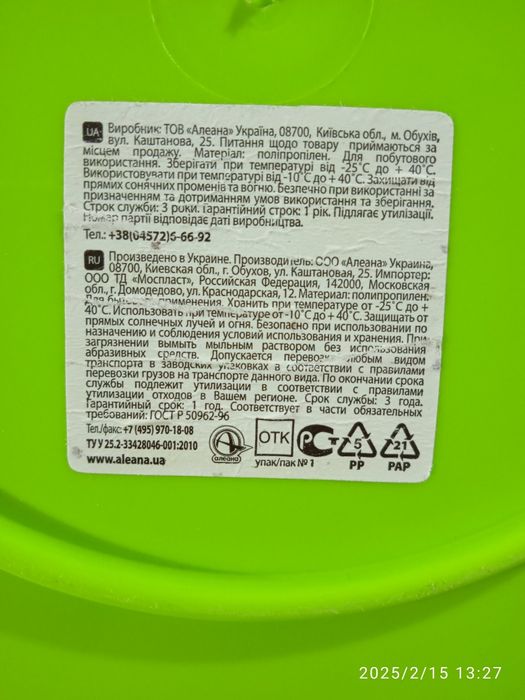 UA Виробник: ТОВ «Алеана» Україна, 08700, Київська обл., м. Обухів,
вул. Каштанова, 25. Питання щодо товару приймаються за
місцем продажу. Матеріал: поліпропілен. Для побутового
використання. Зберігати при температурі від -25°С до + 40°С.
Використовувати при температурі від -10°С до + 40°С. Захищати від
прямих сонячних променів та вогню. Безпечно при використанні за
призначенням та дотриманням умов використання та зберігання.
Строк служби: 3 роки. Гарантійний строк: 1 рік. Підлягає утилізації.
Номер партії відповідає даті виробництва.
Тел.: +38(04572)6-66-92
RU Произведено в Украине. Производитель: ООО «Алеана» Украина,
08700, Киевская обл., г. Обухов, ул. Каштановая, 25. Импортер:
ООО ТД «Моспласт», Российская Федерация, 142000, Московская
обл., г. Домодедово, ул. Краснодарская, 12. Материал: полипропилен.
Для бытового применения. Хранить при температуре от -25°С до +
40°С. Использовать при температуре от -10°С до + 40°С. Защищать от
прямых солнечных лучей и огня. Безопасно при использовании по
назначению и соблюдения условий использования и хранения. При
загрязнении вымыть мыльным раствором без использования
абразивных средств. Допускается перевозка любым видом
транспорта в заводских упаковках в соответствии с правилами
перевозки грузов на транспорте данного вида. По окончании срока
службы подлежит утилизации в соответствии с правилами
утилизации отходов в Вашем регионе. Срок службы: 3 года.
Гарантийный срок: 1 год. Соответствует в части обязательных
требований: ГОСТ Р 50962-96
Тел./факс: +7 (495) 970-18-08
ТУ У 25.2-33428046-001:2010
www.aleana.ua
алеана
ОТК
упак/пак №1
РСТ
5
PP
21
PAP
2025/2/15 13:27